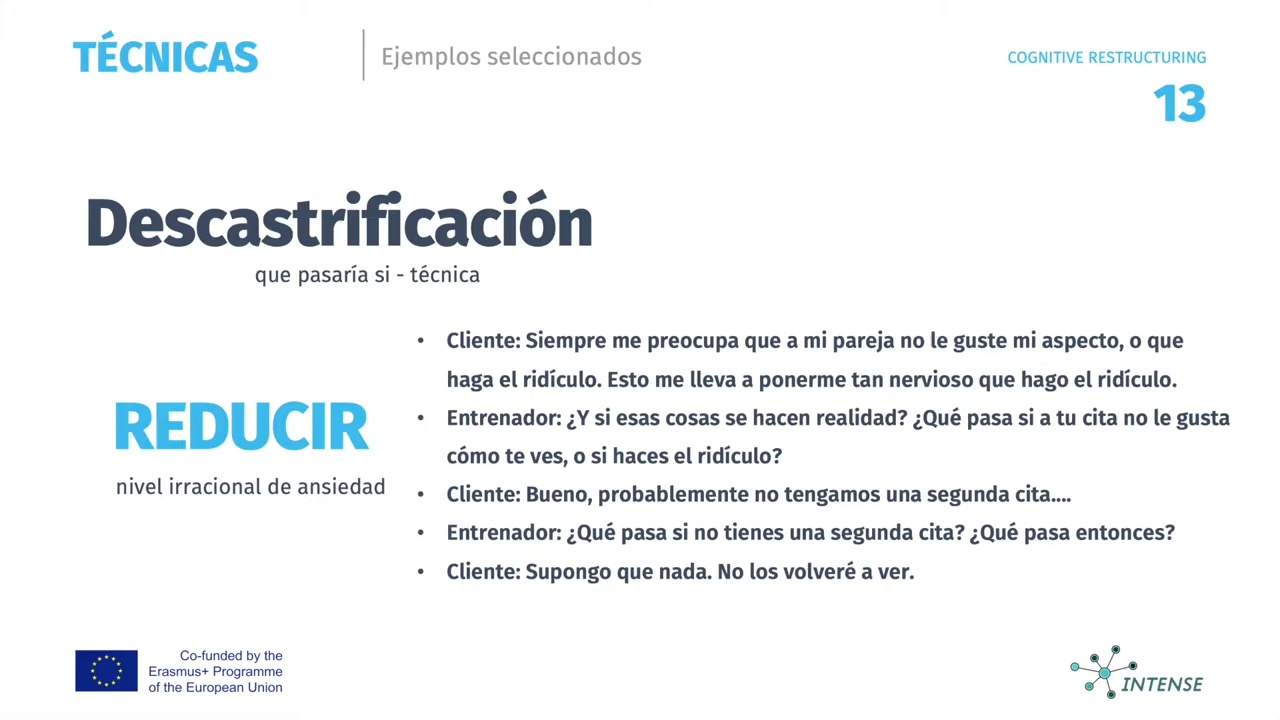 TÉCNICAS
Ejemplos seleccionados
COGNITIVE RESTRUCTURING
13
Descastrificación
que pasaría si - técnica
REDUCIR
nivel irracional de ansiedad
• Cliente: Siempre me preocupa que a mi pareja no le guste mi aspecto, o que
haga el ridículo. Esto me lleva a ponerme tan nervioso que hago el ridículo.
• Entrenador: ¿Y si esas cosas se hacen realidad? ¿Qué pasa si a tu cita no le gusta
cómo te ves, o si haces el ridículo?
• Cliente: Bueno, probablemente no tengamos una segunda cita....
• Entrenador: ¿Qué pasa si no tienes una segunda cita? ¿Qué pasa entonces?
• Cliente: Supongo que nada. No los volveré a ver.
Co-funded by the
Erasmus+ Programme
of the European Union
INTENSE